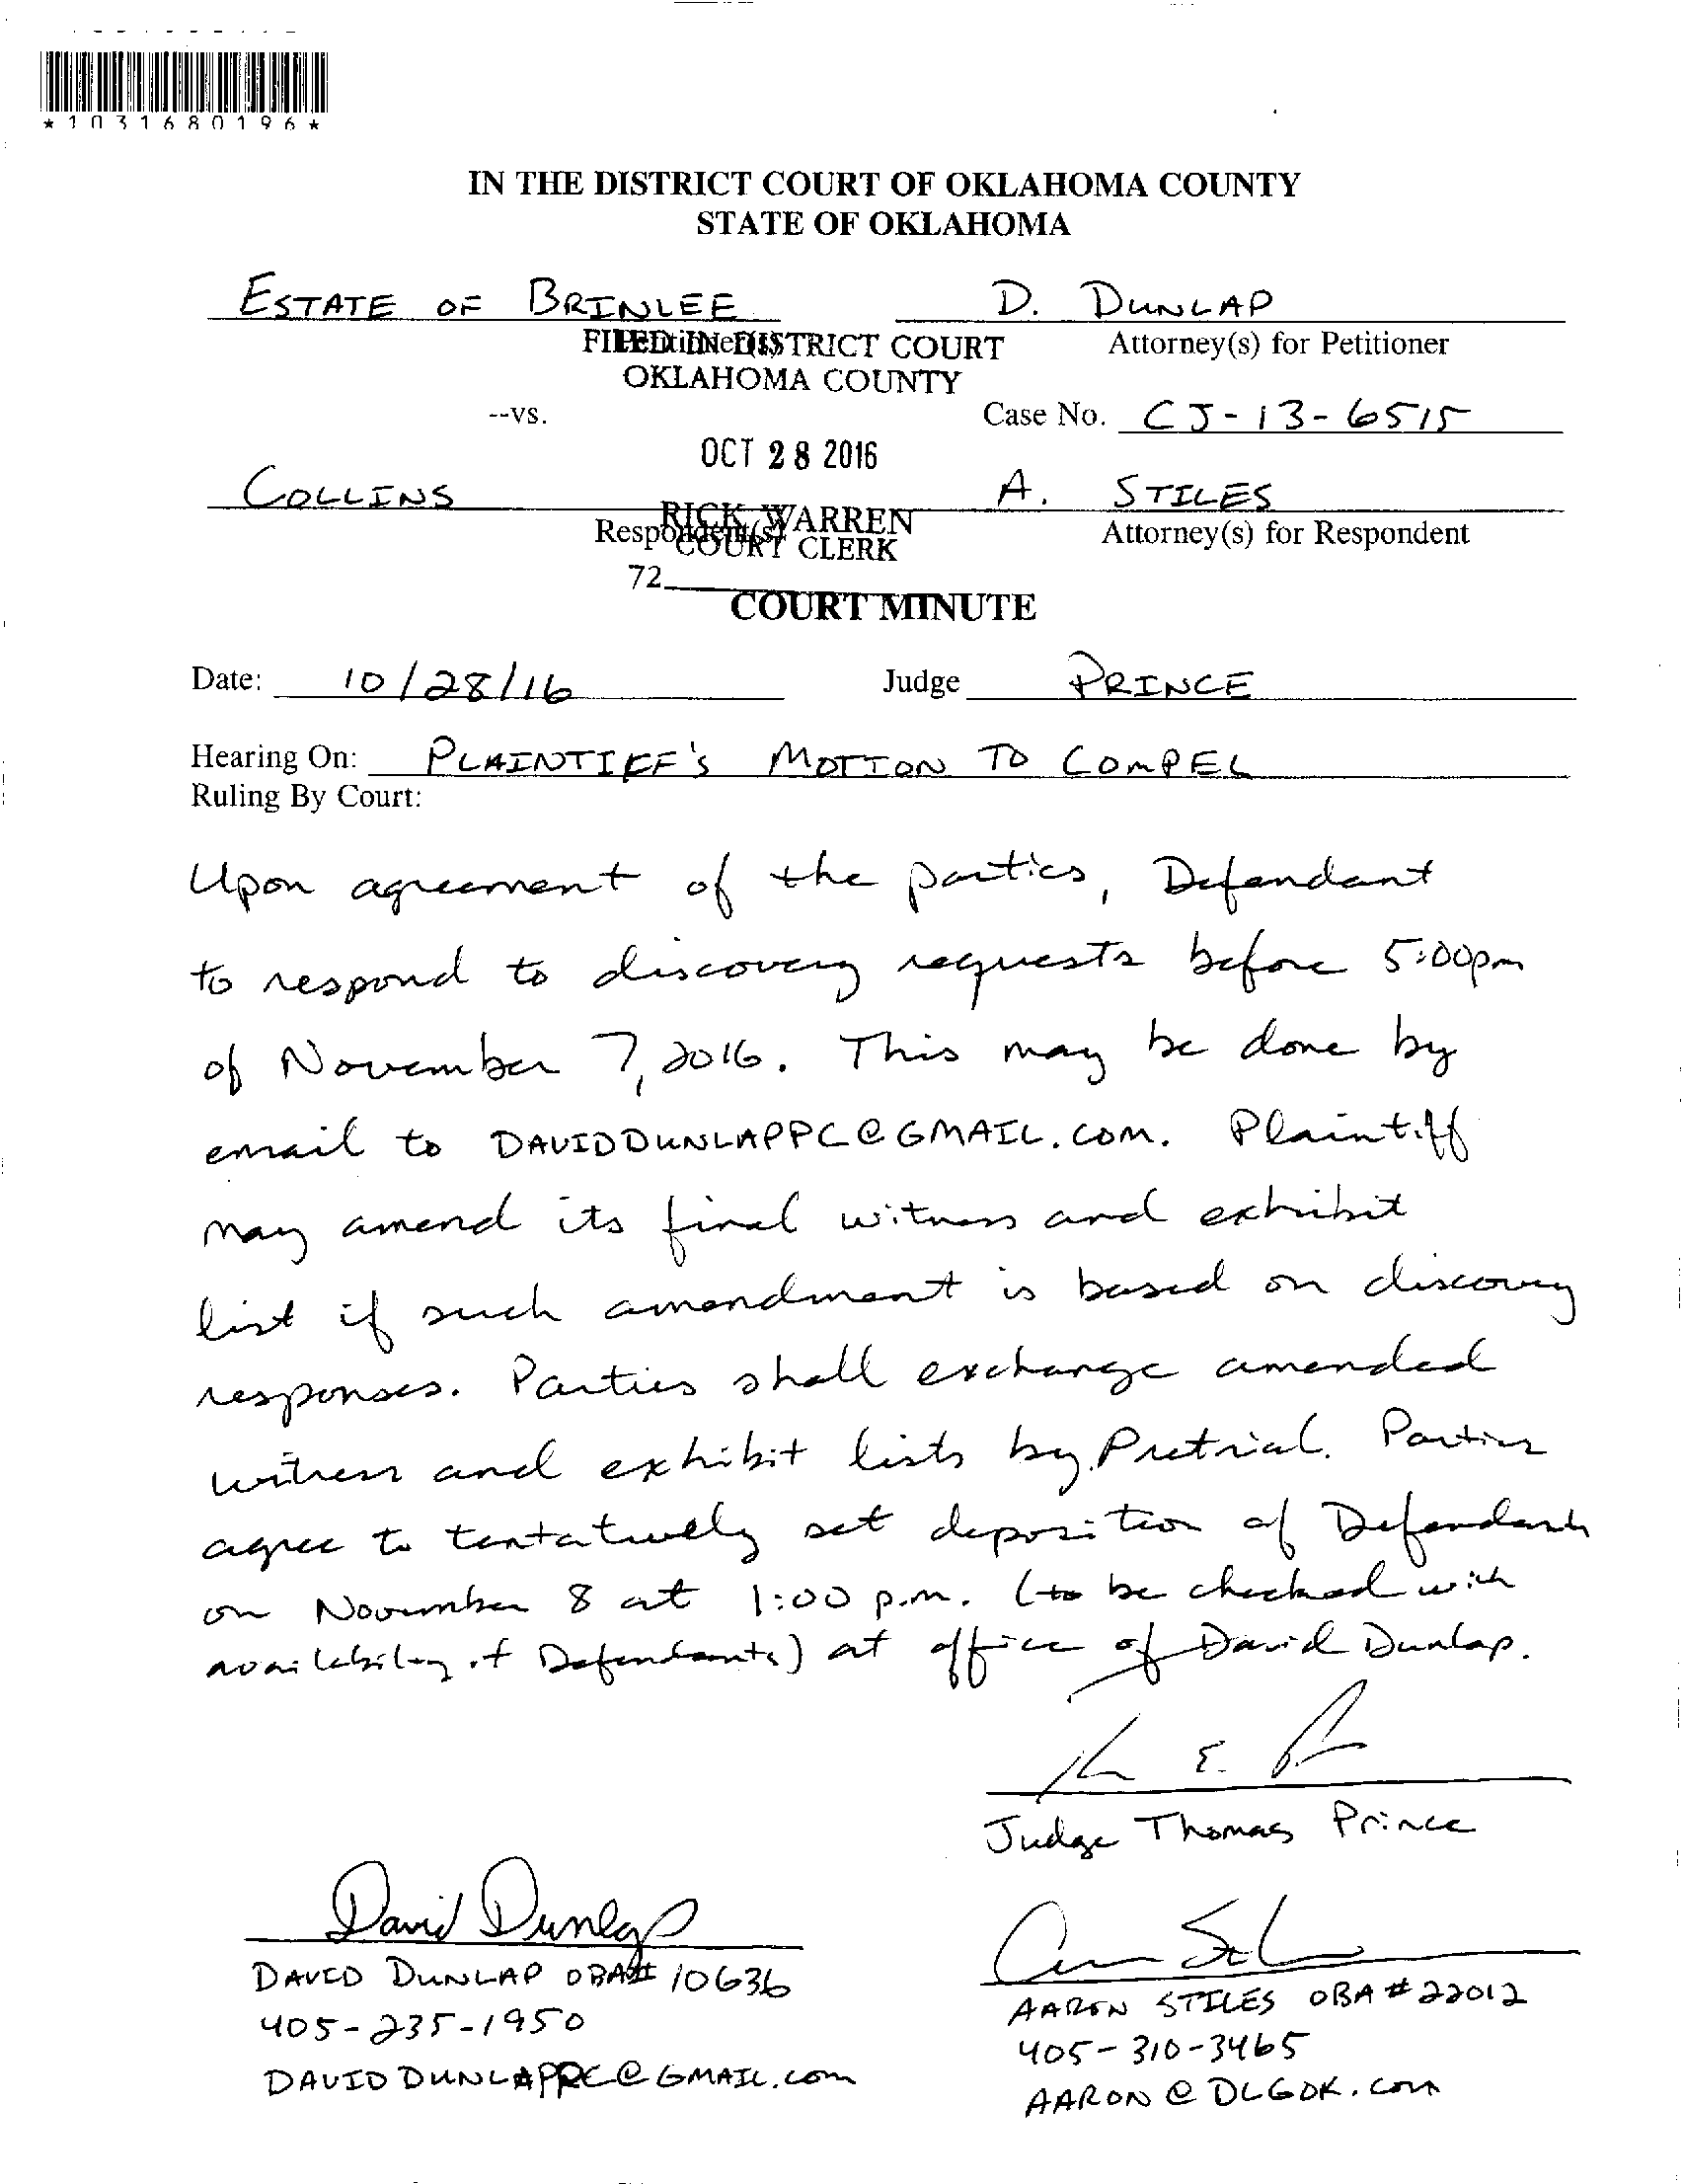 *1031680196*
IN THE DISTRICT COURT OF OKLAHOMA COUNTY
STATE OF OKLAHOMA
ESTATE OF BRINLEE D. DUNLAP
FILED IN DISTRICT COURT Attorney(s) for Petitioner
OKLAHOMA COUNTY
--vs. Case No. CJ-13-6515
OCT 28 2016
COLLINS A. STILES
RICK WARREN
Respondent(s) Attorney(s) for Respondent
COURT CLERK
72
COURT MINUTE
Date: 10/28/16 Judge PRINCE
Hearing On: PLAINTIFF'S MOTION TO COMPEL
Ruling By Court:
Upon agreement of the parties, Defendant
to respond to discovery requests before 5:00pm
of November 7, 2016. This may be done by
email to DAVIDDUNLAPPC@GMAIL.COM. Plaintiff
may amend its final witness and exhibit
list if such amendment is based on discovery
responses. Parties shall exchange amended
witness and exhibit lists by Pretrial. Parties
agree to tentatively set deposition of Defendants
on November 8 at 1:00 p.m. (to be checked with
availability of Defendants) at office of David Dunlap.
Judge Thomas Prince
David Dunlap
DAVID DUNLAP OBA# 10636
405-235-1950
DAVIDDUNLAPPC@GMAIL.com
AARON STILES OBA# 22012
405-310-3465
AARON@DLGOK.com